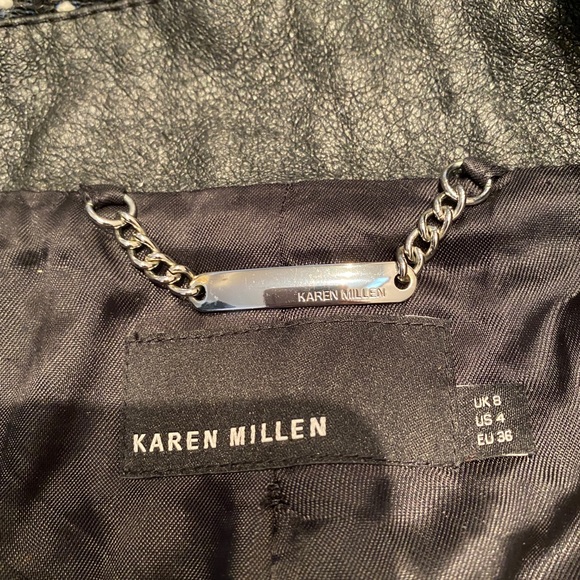 KAREN MILLEN
KAREN MILLEN
UK 8
US 4
EU 36